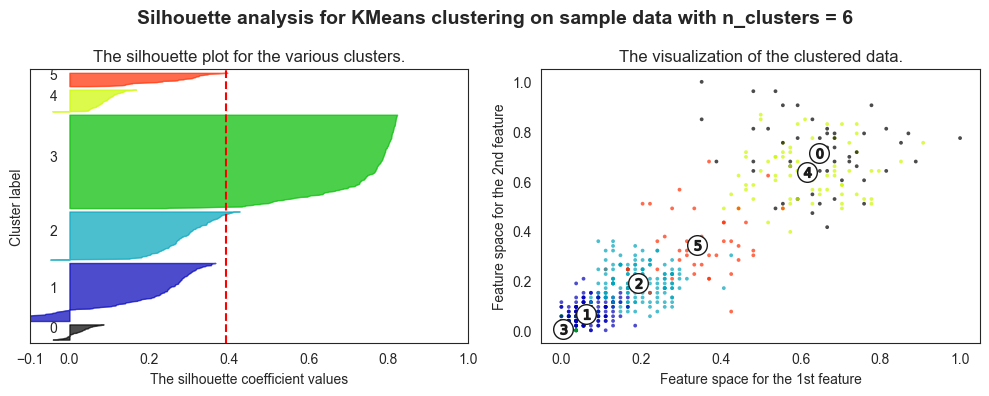 Silhouette analysis for KMeans clustering on sample data with n_clusters = 6
The silhouette plot for the various clusters.
Cluster label
5
4
3
2
1
0
−0.1 0.0 0.2 0.4 0.6 0.8 1.0
The silhouette coefficient values
The visualization of the clustered data.
Feature space for the 2nd feature
1.0
0.8
0.6
0.4
0.2
0.0
0
4
5
2
1
3
0.0 0.2 0.4 0.6 0.8 1.0
Feature space for the 1st feature